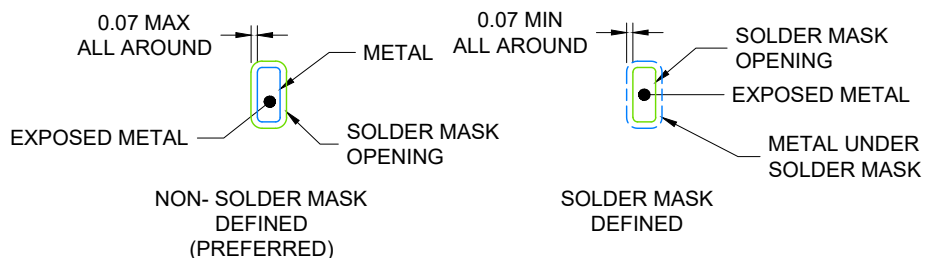 0.07 MAX
ALL AROUND
METAL
EXPOSED METAL
SOLDER MASK
OPENING
NON- SOLDER MASK
DEFINED
(PREFERRED)
0.07 MIN
ALL AROUND
SOLDER MASK
OPENING
EXPOSED METAL
METAL UNDER
SOLDER MASK
SOLDER MASK
DEFINED